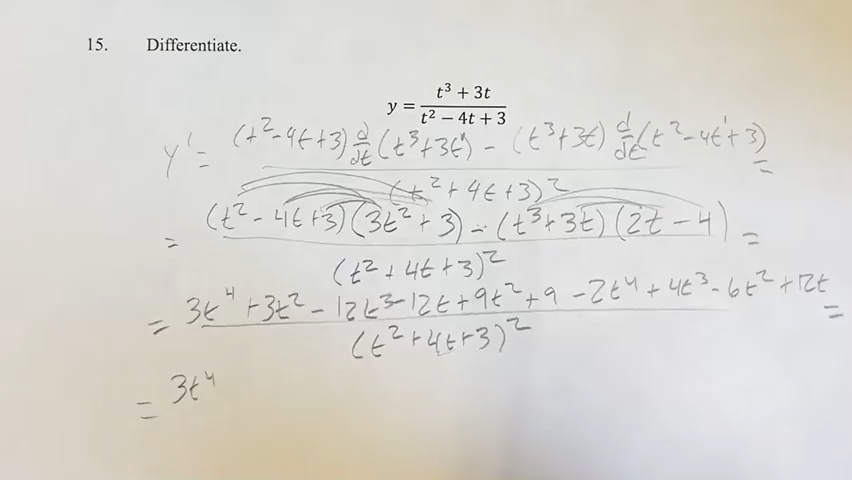 15. Differentiate.
y = (t³ + 3t)/(t² − 4t + 3)
y' = ((t² − 4t + 3) d/dt (t³ + 3t') − (t³ + 3t) d/dt (t² − 4t' + 3))/(t² + 4t + 3)² =
= ((t² − 4t + 3)(3t² + 3) − (t³ + 3t)(2t − 4))/(t² + 4t + 3)² =
= (3t⁴ + 3t² − 12t³ − 12t + 9t² + 9 − 2t⁴ + 4t³ − 6t² + 12t)/(t² + 4t + 3)² =
= 3t⁴